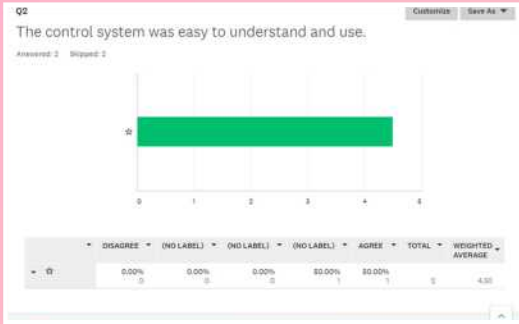 Q2
Customize Save As
The control system was easy to understand and use.
Answered: 2 Skipped: 2
0 1 2 3 4 5
DISAGREE (NO LABEL) (NO LABEL) (NO LABEL) AGREE TOTAL WEIGHTED AVERAGE
0.00% 0.00% 0.00% 50.00% 50.00%
0 0 0 1 1 2 4.50